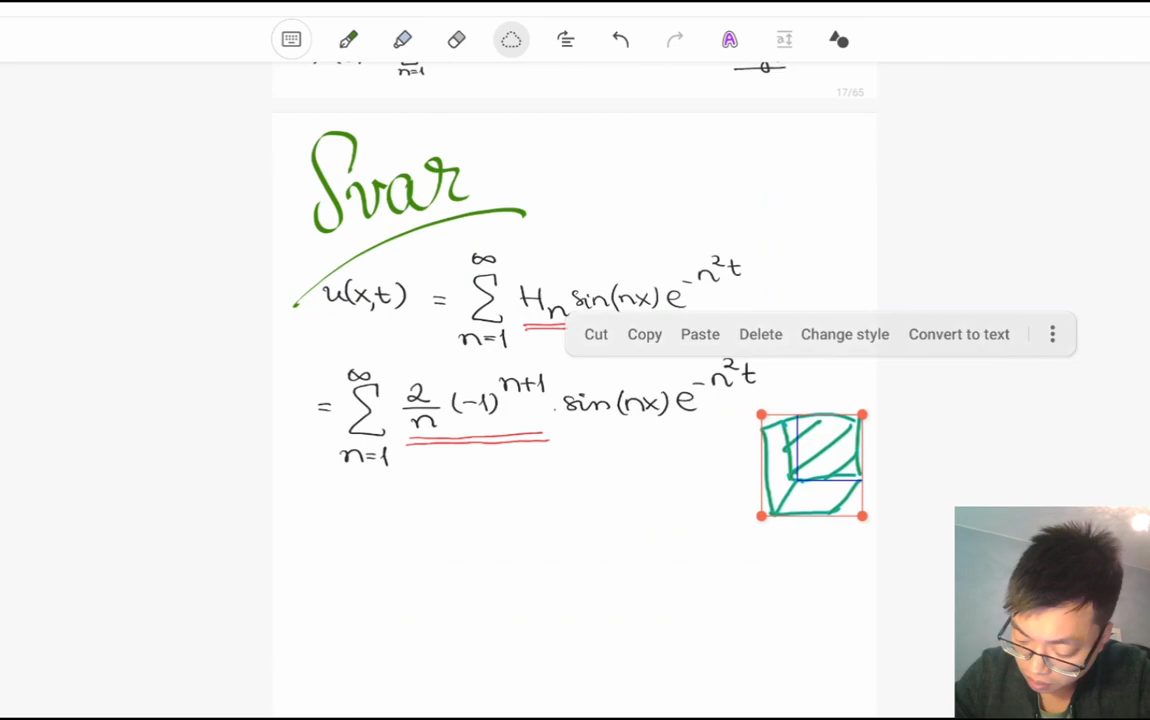 n=1
17/65
Svar
u(x,t) = ∑_{n=1}^{∞} H_n sin(nx) e^{-n²t}
Cut Copy Paste Delete Change style Convert to text
= ∑_{n=1}^{∞} 2/n (-1)^{n+1} · sin(nx) e^{-n²t}